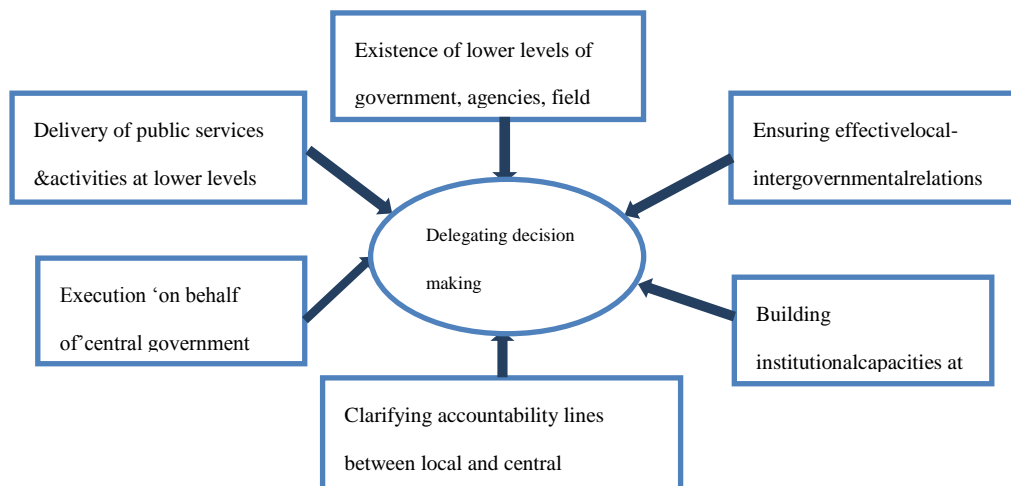 Existence of lower levels of
government, agencies, field
Delivery of public services
&activities at lower levels
Ensuring effectivelocal-
intergovernmentalrelations
Delegating decision
making
Execution ‘on behalf
of’central government
Building
institutionalcapacities at
Clarifying accountability lines
between local and central